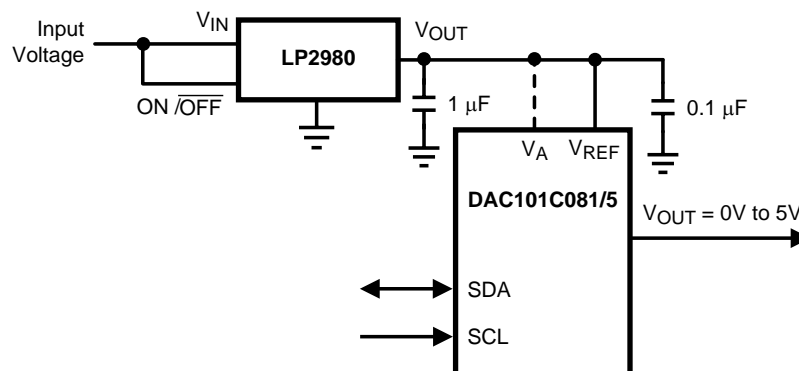 Input
Voltage
VIN
ON /OFF
LP2980
VOUT
1 μF
0.1 μF
VA
VREF
DAC101C081/5
VOUT = 0V to 5V
SDA
SCL